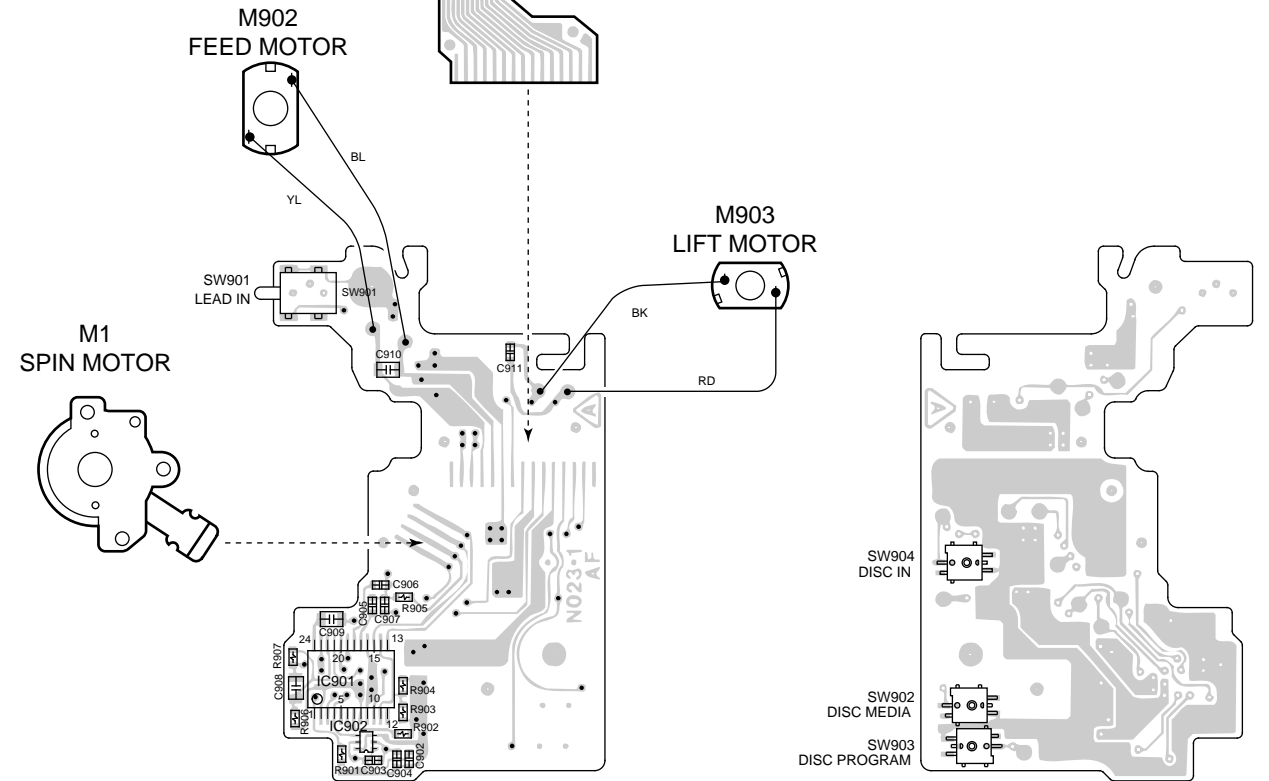 M902
FEED MOTOR
BL
YL
M903
LIFT MOTOR
BK
RD
SW901
LEAD IN
SW901
M1
SPIN MOTOR
C910
C911
A
A
N023-1
AF
C906
C905
C907
R905
C909
24
13
20
15
R907
IC901
C908
R904
5
10
R903
1
12
R906
IC902
R902
R901
C903
C904
C902
SW904
DISC IN
SW902
DISC MEDIA
SW903
DISC PROGRAM